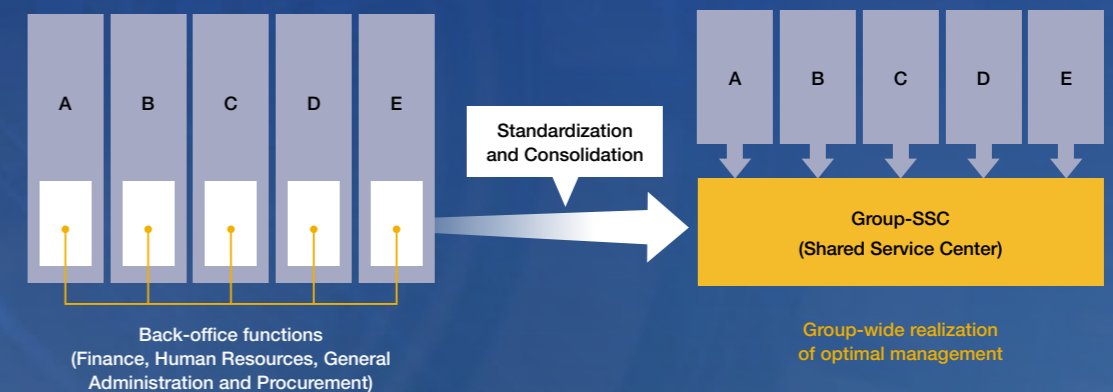 A
B
C
D
E
Back-office functions
(Finance, Human Resources, General
Administration and Procurement)
Standardization
and Consolidation
A
B
C
D
E
Group-SSC
(Shared Service Center)
Group-wide realization
of optimal management